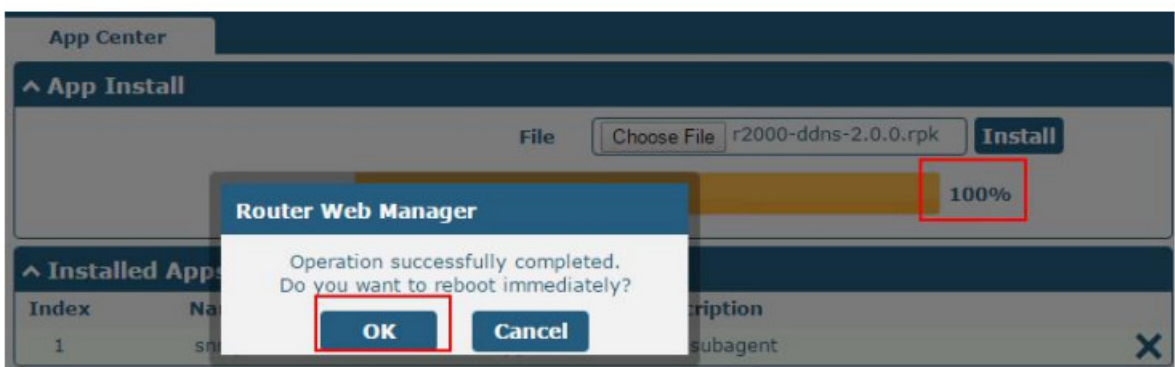 App Center
App Install
File Choose File r2000-ddns-2.0.0.rpk Install
100%
Router Web Manager
Operation successfully completed.
Do you want to reboot immediately?
OK Cancel
Installed Apps
Index
1 subagent